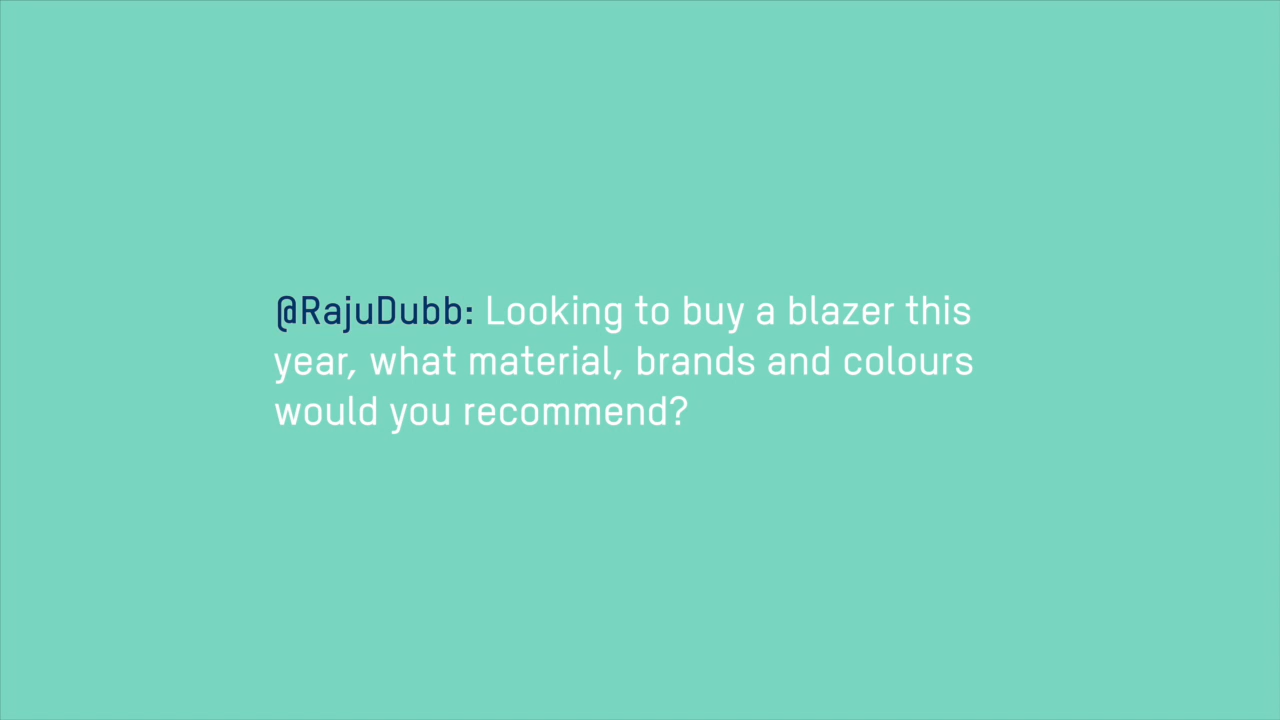 @RajuDubb: Looking to buy a blazer this
year, what material, brands and colours
would you recommend?